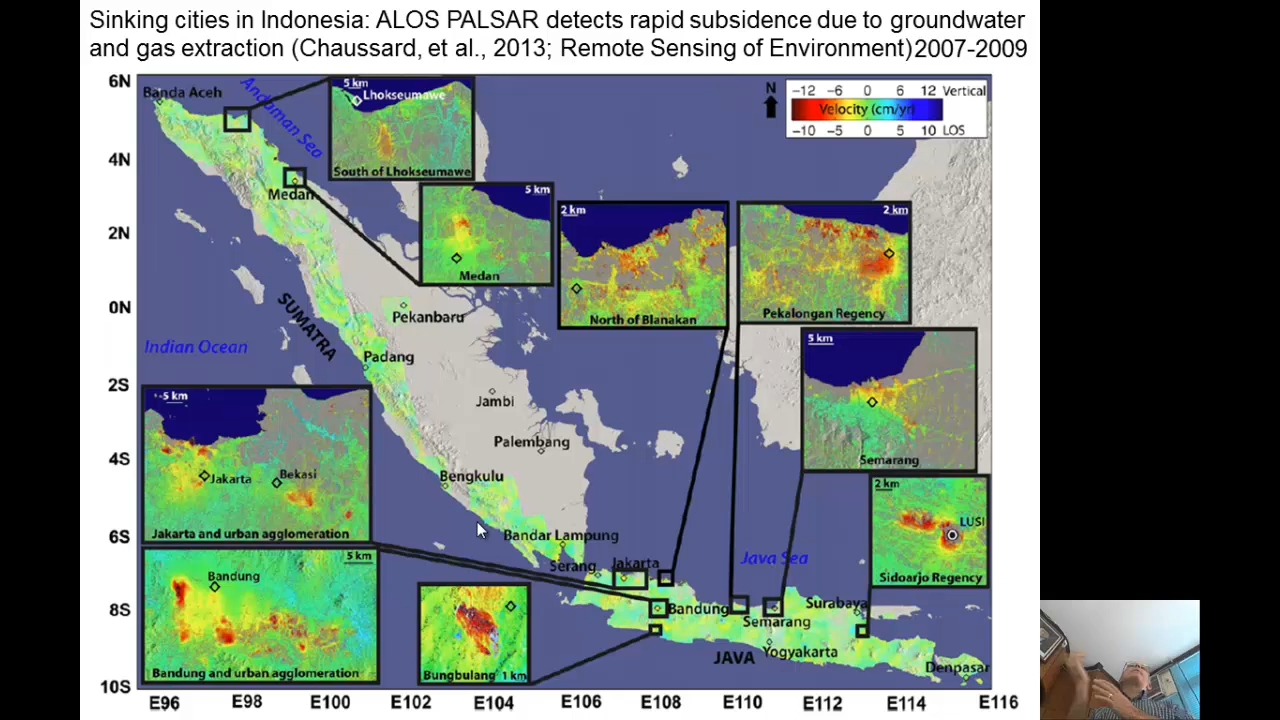 Sinking cities in Indonesia: ALOS PALSAR detects rapid subsidence due to groundwater
and gas extraction (Chaussard, et al., 2013; Remote Sensing of Environment) 2007-2009
6N
4N
2N
0N
2S
4S
6S
8S
10S
Banda Aceh
Andaman Sea
5 km
Lhokseumawe
South of Lhokseumawe
N
-12 -6 0 6 12 Vertical
Velocity (cm/yr)
-10 -5 0 5 10 LOS
Medan
5 km
Medan
2 km
North of Blanakan
2 km
Pekalongan Regency
SUMATRA
Pekanbaru
Indian Ocean
Padang
5 km
Semarang
Jambi
Palembang
5 km
Jakarta
Bekasi
Jakarta and urban agglomeration
Bengkulu
2 km
LUSI
Sidoarjo Regency
Bandar Lampung
Serang
Jakarta
Java Sea
5 km
Bandung
Bandung and urban agglomeration
Bungbulang 1 km
Bandung
Semarang
Surabaya
JAVA
Yogyakarta
Denpasar
E96 E98 E100 E102 E104 E106 E108 E110 E112 E114 E116